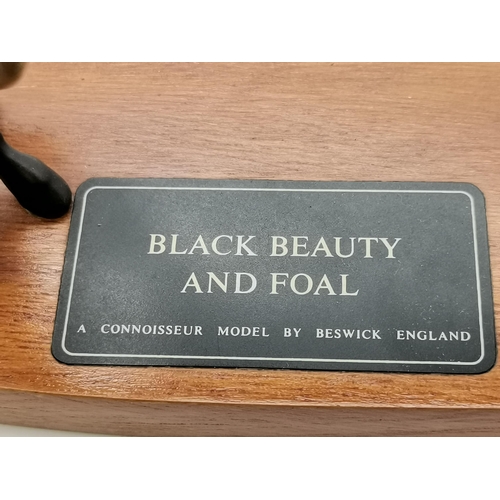 BLACK BEAUTY
AND FOAL
A CONNOISSEUR MODEL BY BESWICK ENGLAND